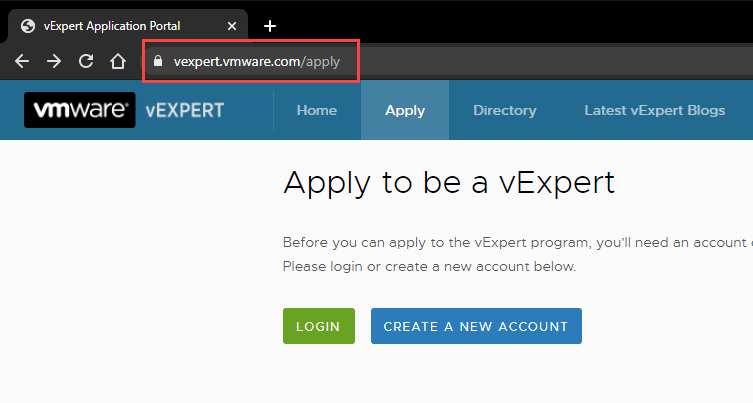 vExpert Application Portal
vexpert.vmware.com/apply
vmware® vEXPERT Home Apply Directory Latest vExpert Blogs
Apply to be a vExpert
Before you can apply to the vExpert program, you'll need an account
Please login or create a new account below.
LOGIN CREATE A NEW ACCOUNT